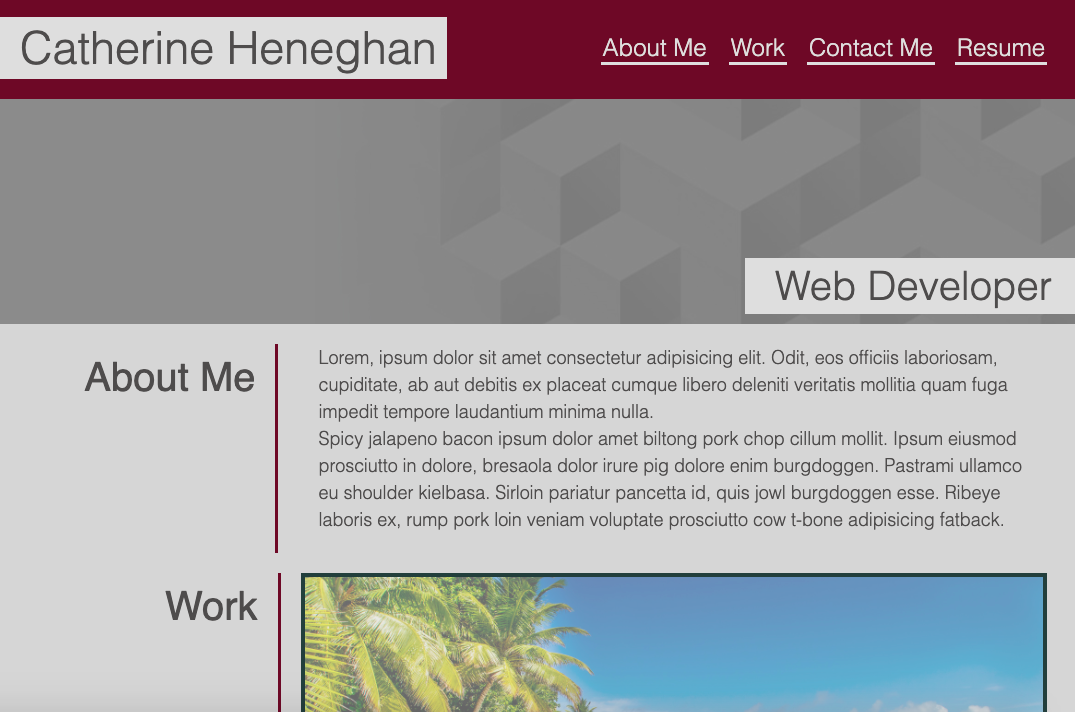 Catherine Heneghan
About Me Work Contact Me Resume
Web Developer
About Me
Lorem, ipsum dolor sit amet consectetur adipisicing elit. Odit, eos officiis laboriosam,
cupiditate, ab aut debitis ex placeat cumque libero deleniti veritatis mollitia quam fuga
impedit tempore laudantium minima nulla.
Spicy jalapeno bacon ipsum dolor amet biltong pork chop cillum mollit. Ipsum eiusmod
prosciutto in dolore, bresaola dolor irure pig dolore enim burgdoggen. Pastrami ullamco
eu shoulder kielbasa. Sirloin pariatur pancetta id, quis jowl burgdoggen esse. Ribeye
laboris ex, rump pork loin veniam voluptate prosciutto cow t-bone adipisicing fatback.
Work